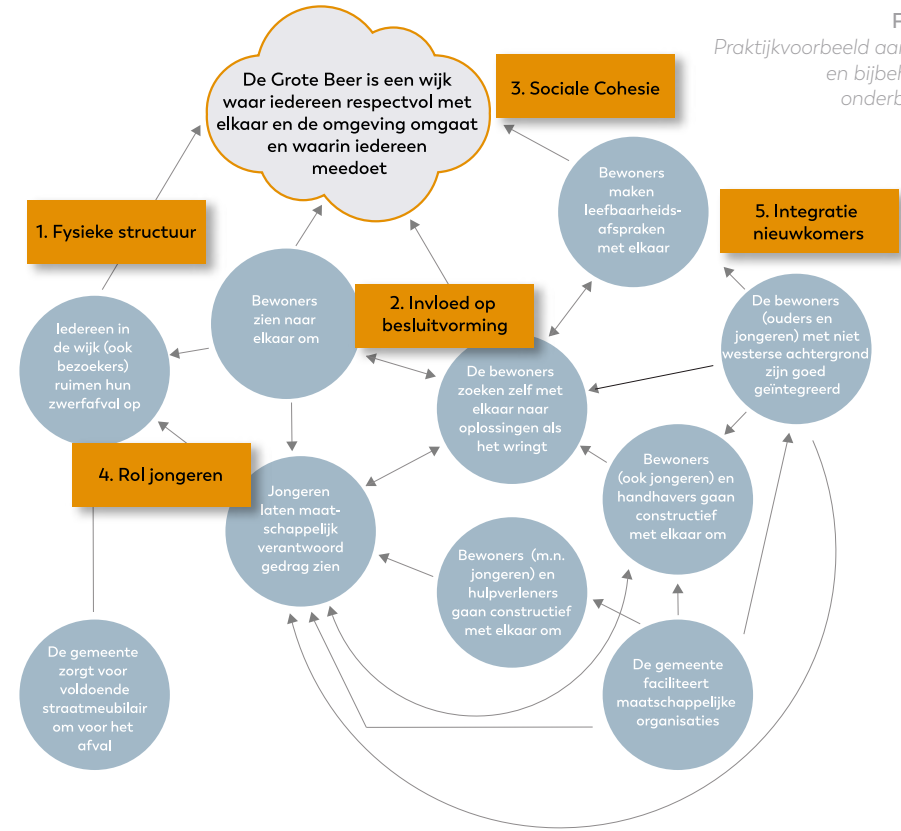 F
Praktijkvoorbeeld aan
en bijbeh
onderb
De Grote Beer is een wijk
waar iedereen respectvol met
elkaar en de omgeving omgaat
en waarin iedereen
meedoet
3. Sociale Cohesie
Bewoners
maken
leefbaarheids-
afspraken
met elkaar
1. Fysieke structuur
5. Integratie
nieuwkomers
Bewoners
zien naar
elkaar om
2. Invloed op
besluitvorming
De bewoners
(ouders en
jongeren) met niet
westerse achtergrond
zijn goed
geïntegreerd
Iedereen in
de wijk (ook
bezoekers)
ruimen hun
zwerfafval op
De bewoners
zoeken zelf met
elkaar naar
oplossingen als
het wringt
4. Rol jongeren
Jongeren
laten maat-
schappelijk
verantwoord
gedrag zien
Bewoners
(ook jongeren) en
handhavers gaan
constructief
met elkaar om
Bewoners (m.n.
jongeren) en
hulpverleners
gaan constructief
met elkaar om
De gemeente
zorgt voor
voldoende
straatmeubilair
om voor het
afval
De gemeente
faciliteert
maatschappelijke
organisaties